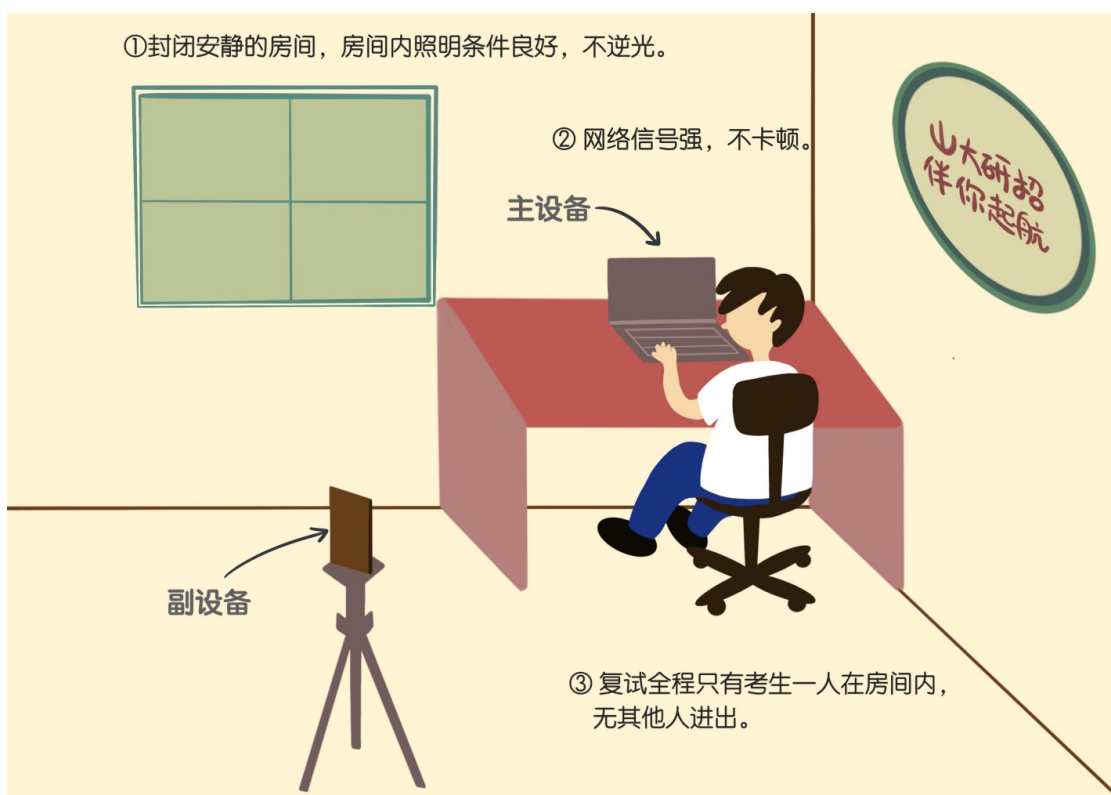 ①封闭安静的房间，房间内照明条件良好，不逆光。
② 网络信号强，不卡顿。
山大研招
伴你起航
主设备
副设备
③ 复试全程只有考生一人在房间内，
无其他人进出。